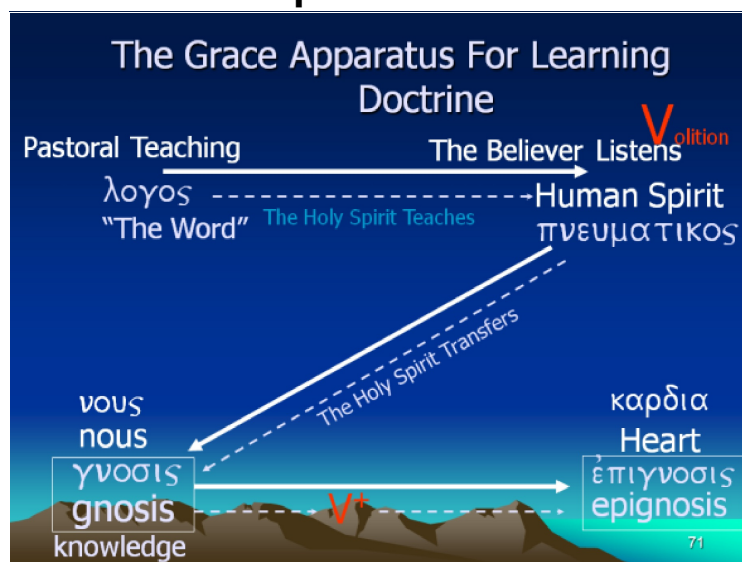 The Grace Apparatus For Learning
Doctrine
Volition
Pastoral Teaching
The Believer Listens
λογος
The Holy Spirit Teaches
Human Spirit
"The Word"
πνευματικος
The Holy Spirit Transfers
νους
καρδια
nous
Heart
γνοσις
ἐπιγνοσις
gnosis
V+
epignosis
knowledge
71